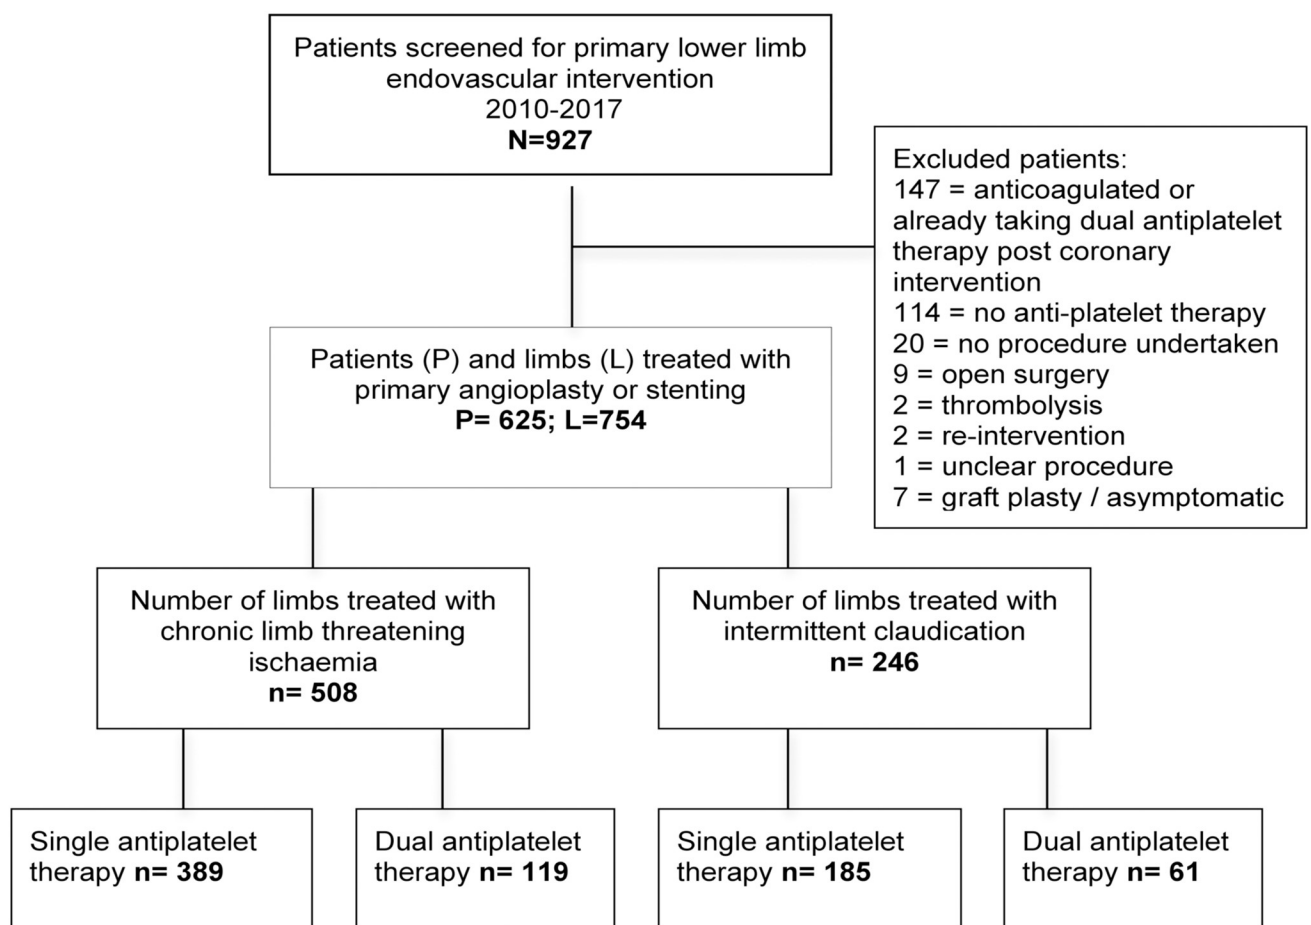 Patients screened for primary lower limb
endovascular intervention
2010-2017
N=927
Excluded patients:
147 = anticoagulated or
already taking dual antiplatelet
therapy post coronary
intervention
114 = no anti-platelet therapy
20 = no procedure undertaken
9 = open surgery
2 = thrombolysis
2 = re-intervention
1 = unclear procedure
7 = graft plasty / asymptomatic
Patients (P) and limbs (L) treated with
primary angioplasty or stenting
P= 625; L=754
Number of limbs treated with
chronic limb threatening
ischaemia
n= 508
Number of limbs treated with
intermittent claudication
n= 246
Single antiplatelet
therapy n= 389
Dual antiplatelet
therapy n= 119
Single antiplatelet
therapy n= 185
Dual antiplatelet
therapy n= 61